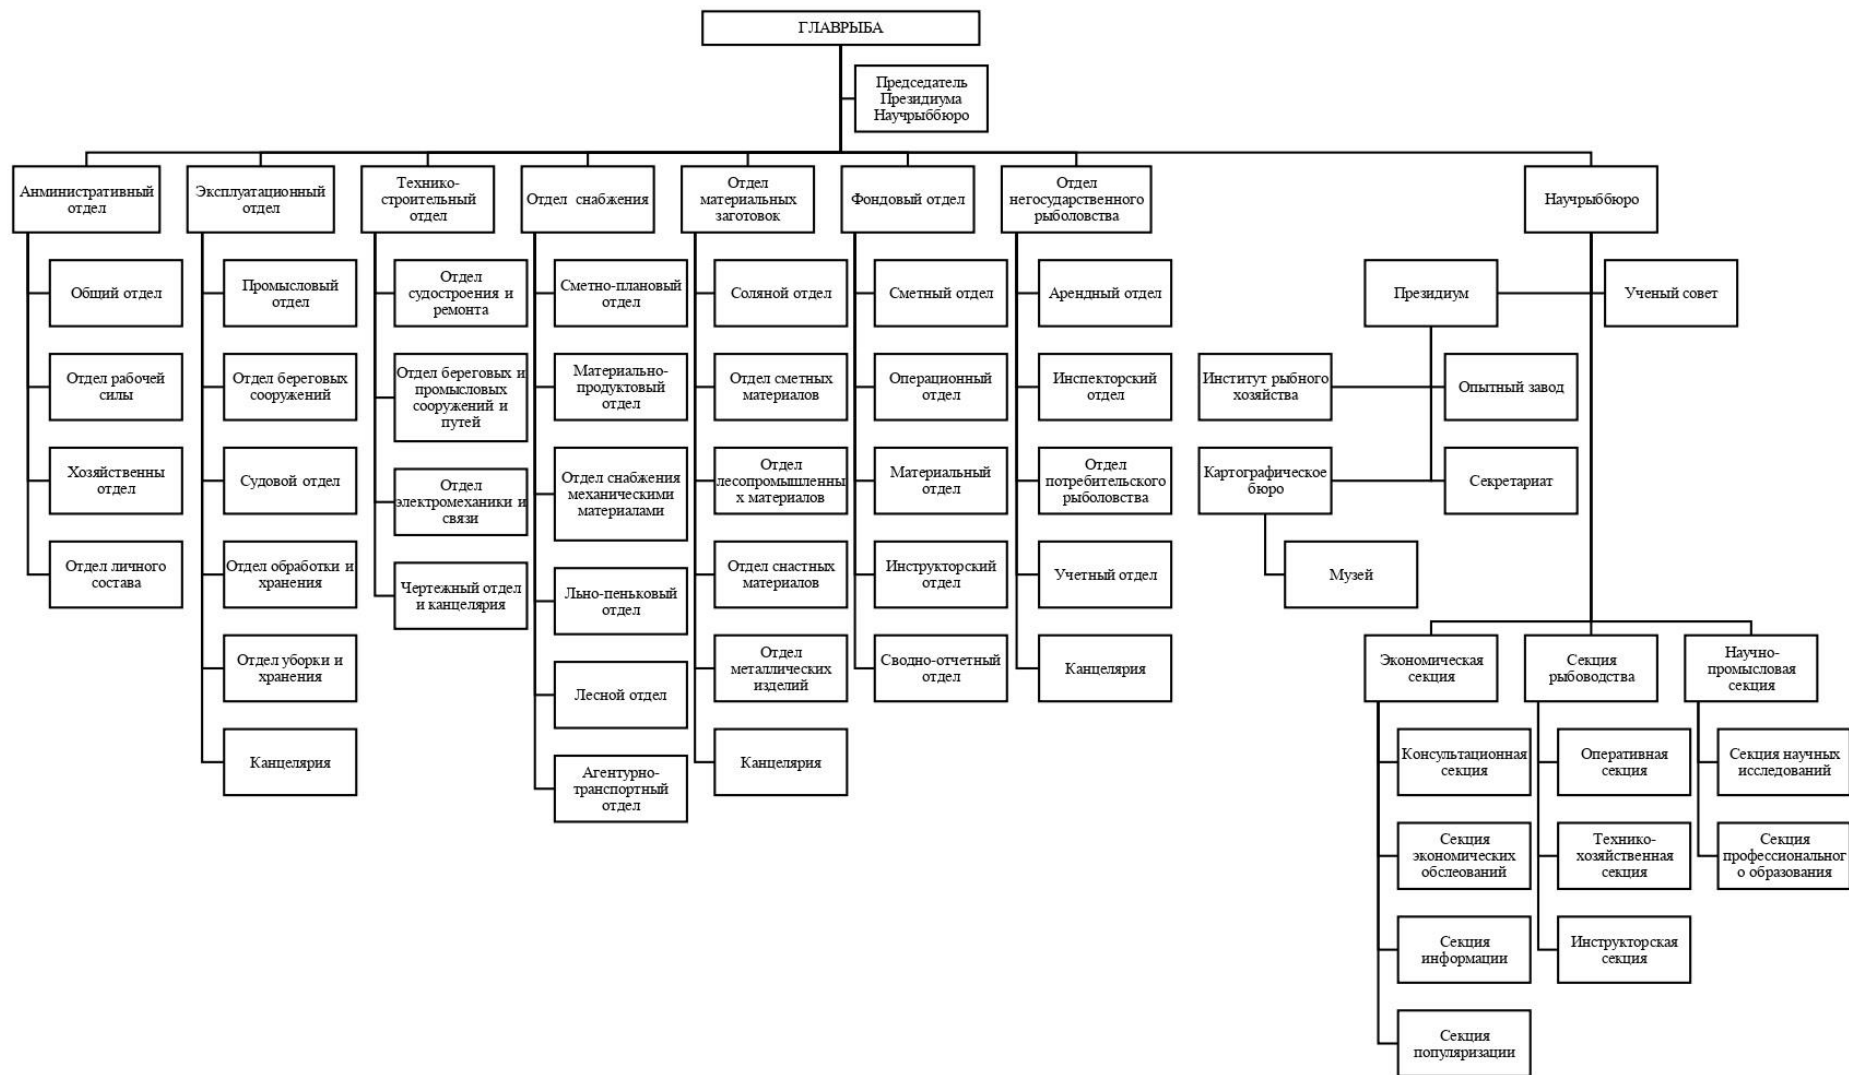 ГЛАВРЫБА
Председатель
Президиума
Научрыббюро
Анминистративный
отдел
Эксплуатационный
отдел
Технико-
строительный
отдел
Отдел снабжения
Отдел
материальных
заготовок
Фондовый отдел
Отдел
негосударственного
рыболовства
Научрыббюро
Общий отдел
Отдел рабочей
силы
Хозяйственны
отдел
Отдел личного
состава
Промысловый
отдел
Отдел береговых
сооружений
Судовой отдел
Отдел обработки и
хранения
Отдел уборки и
хранения
Канцелярия
Отдел
судостроения и
ремонта
Отдел береговых и
промысловых
сооружений и
путей
Отдел
электромеханики и
связи
Чертежный отдел
и канцелярия
Сметно-плановый
отдел
Материально-
продуктовый
отдел
Отдел снабжения
механическими
материалами
Льно-пеньковый
отдел
Лесной отдел
Агентурно-
транспортный
отдел
Соляной отдел
Отдел сметных
материалов
Отдел
лесопромышленны
х материалов
Отдел снастных
материалов
Отдел
металлических
изделий
Канцелярия
Сметный отдел
Операционный
отдел
Материальный
отдел
Инструкторский
отдел
Сводно-отчетный
отдел
Арендный отдел
Инспекторский
отдел
Отдел
потребительского
рыболовства
Учетный отдел
Канцелярия
Президиум
Ученый совет
Институт рыбного
хозяйства
Опытный завод
Картографическое
бюро
Секретариат
Музей
Экономическая
секция
Секция
рыбоводства
Научно-
промысловая
секция
Консультационная
секция
Секция
экономических
обслеований
Секция
информации
Секция
популяризации
Оперативная
секция
Технико-
хозяйственная
секция
Инструкторская
секция
Секция научных
исследований
Секция
профессиональног
о образования